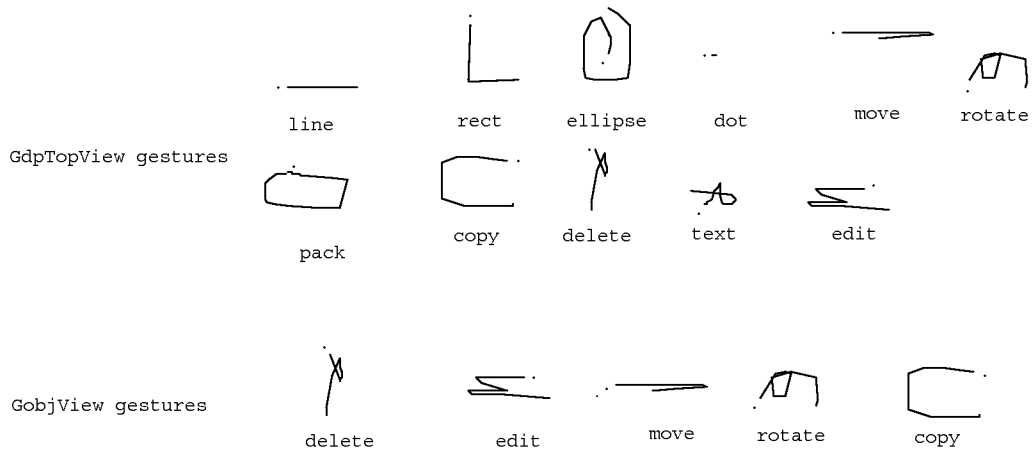 line rect ellipse dot move rotate
GdpTopView gestures
pack copy delete text edit
GobjView gestures
delete edit move rotate copy